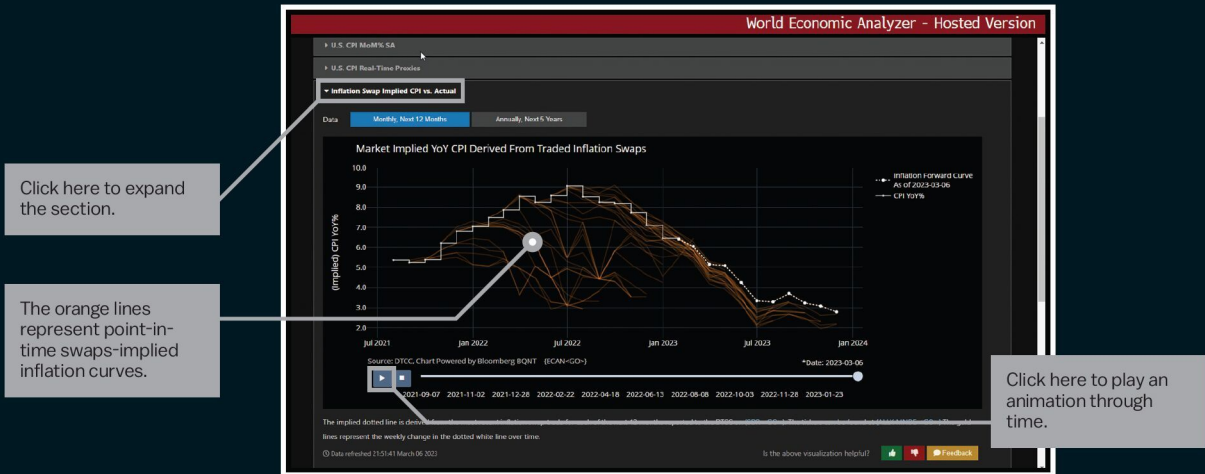 World Economic Analyzer - Hosted Version
U.S. CPI MoM% SA
U.S. CPI Real-Time Proxies
Inflation Swap Implied CPI vs. Actual
Data Monthly, Next 12 Months Annually, Next 5 Years
Market Implied YoY CPI Derived From Traded Inflation Swaps
Inflation Forward Curve
As of 2023-03-06
CPI YoY%
(Implied) CPI YoY%
10.0
9.0
8.0
7.0
6.0
5.0
4.0
3.0
2.0
Jul 2021 Jan 2022 Jul 2022 Jan 2023 Jul 2023 Jan 2024
Source: DTCC, Chart Powered by Bloomberg BQNT {ECAN<GO>}
*Date: 2023-03-06
2021-09-07 2021-11-02 2021-12-28 2022-02-22 2022-04-18 2022-06-13 2022-08-08 2022-10-03 2022-11-28 2023-01-23
The implied dotted line is
lines represent the weekly change in the dotted white line over time.
Data refreshed 21:51:41 March 06 2023
Is the above visualization helpful? Feedback
Click here to expand
the section.
The orange lines
represent point-in-
time swaps-implied
inflation curves.
Click here to play an
animation through
time.